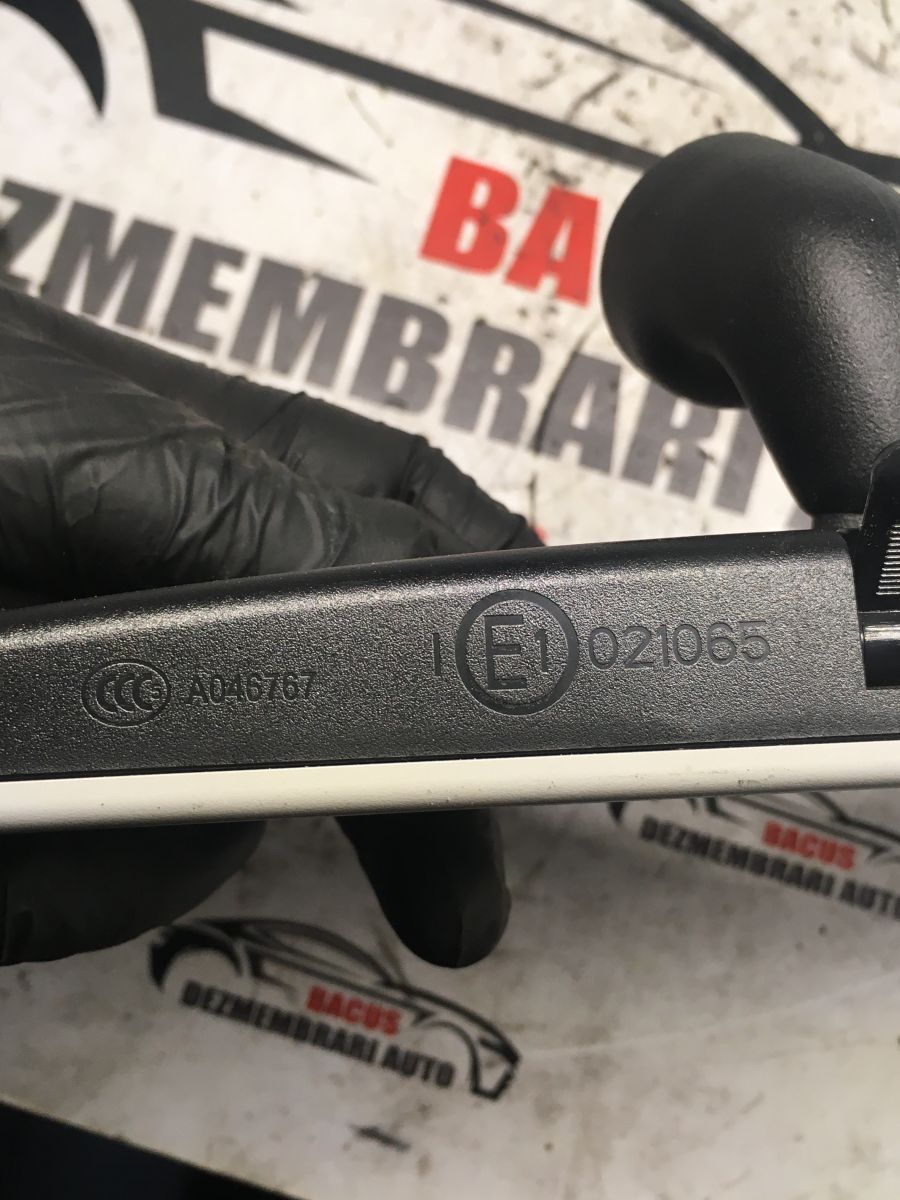 BA
ZMEMBRARI
CCC S A046767
I E1 021065
BACUS
DEZMEMBRARI AUTO
BACUS
DEZMEMBRARI AUTO